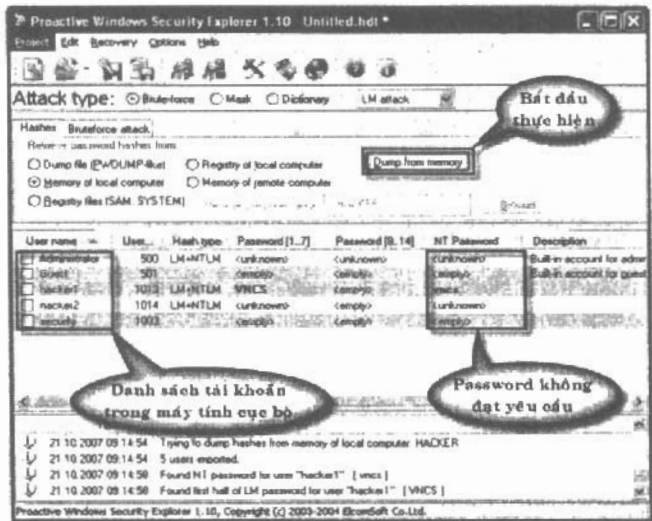 Proactive Windows Security Explorer 1.10 Untitled.hdt *
Project Edit Recovery Options Help
Attack type: Brute-force Mask Dictionary LM attack
Bắt đầu
thực hiện
Hashes Bruteforce attack
Retrieve password hashes from:
Dump file (PWDUMP-like) Registry of local computer Dump from memory
Memory of local computer Memory of remote computer
Registry files (SAM, SYSTEM)
User name User... Hash type Password [1..7] Password [8..14] NT Password Description
Administrator 500 LM+NTLM <unknown> <unknown> <unknown> Built-in account for admin
Guest 501 <empty> <empty> <empty> Built-in account for guest
hacker1 1013 LM+NTLM VNCS <empty> vncs
hacker2 1014 LM+NTLM <unknown> <empty> <unknown>
security 1003 <empty> <empty> <empty>
Danh sách tài khoản
trong máy tính cục bộ
Password không
đạt yêu cầu
21.10.2007 09:14:54 Trying to dump hashes from memory of local computer: HACKER
21.10.2007 09:14:54 5 users imported.
21.10.2007 09:14:58 Found NT password for user "hacker1" [vncs]
21.10.2007 09:14:58 Found first half of LM password for user "hacker1" [VNCS]
Proactive Windows Security Explorer 1.10, Copyright (c) 2003-2004 ElcomSoft Co.Ltd.